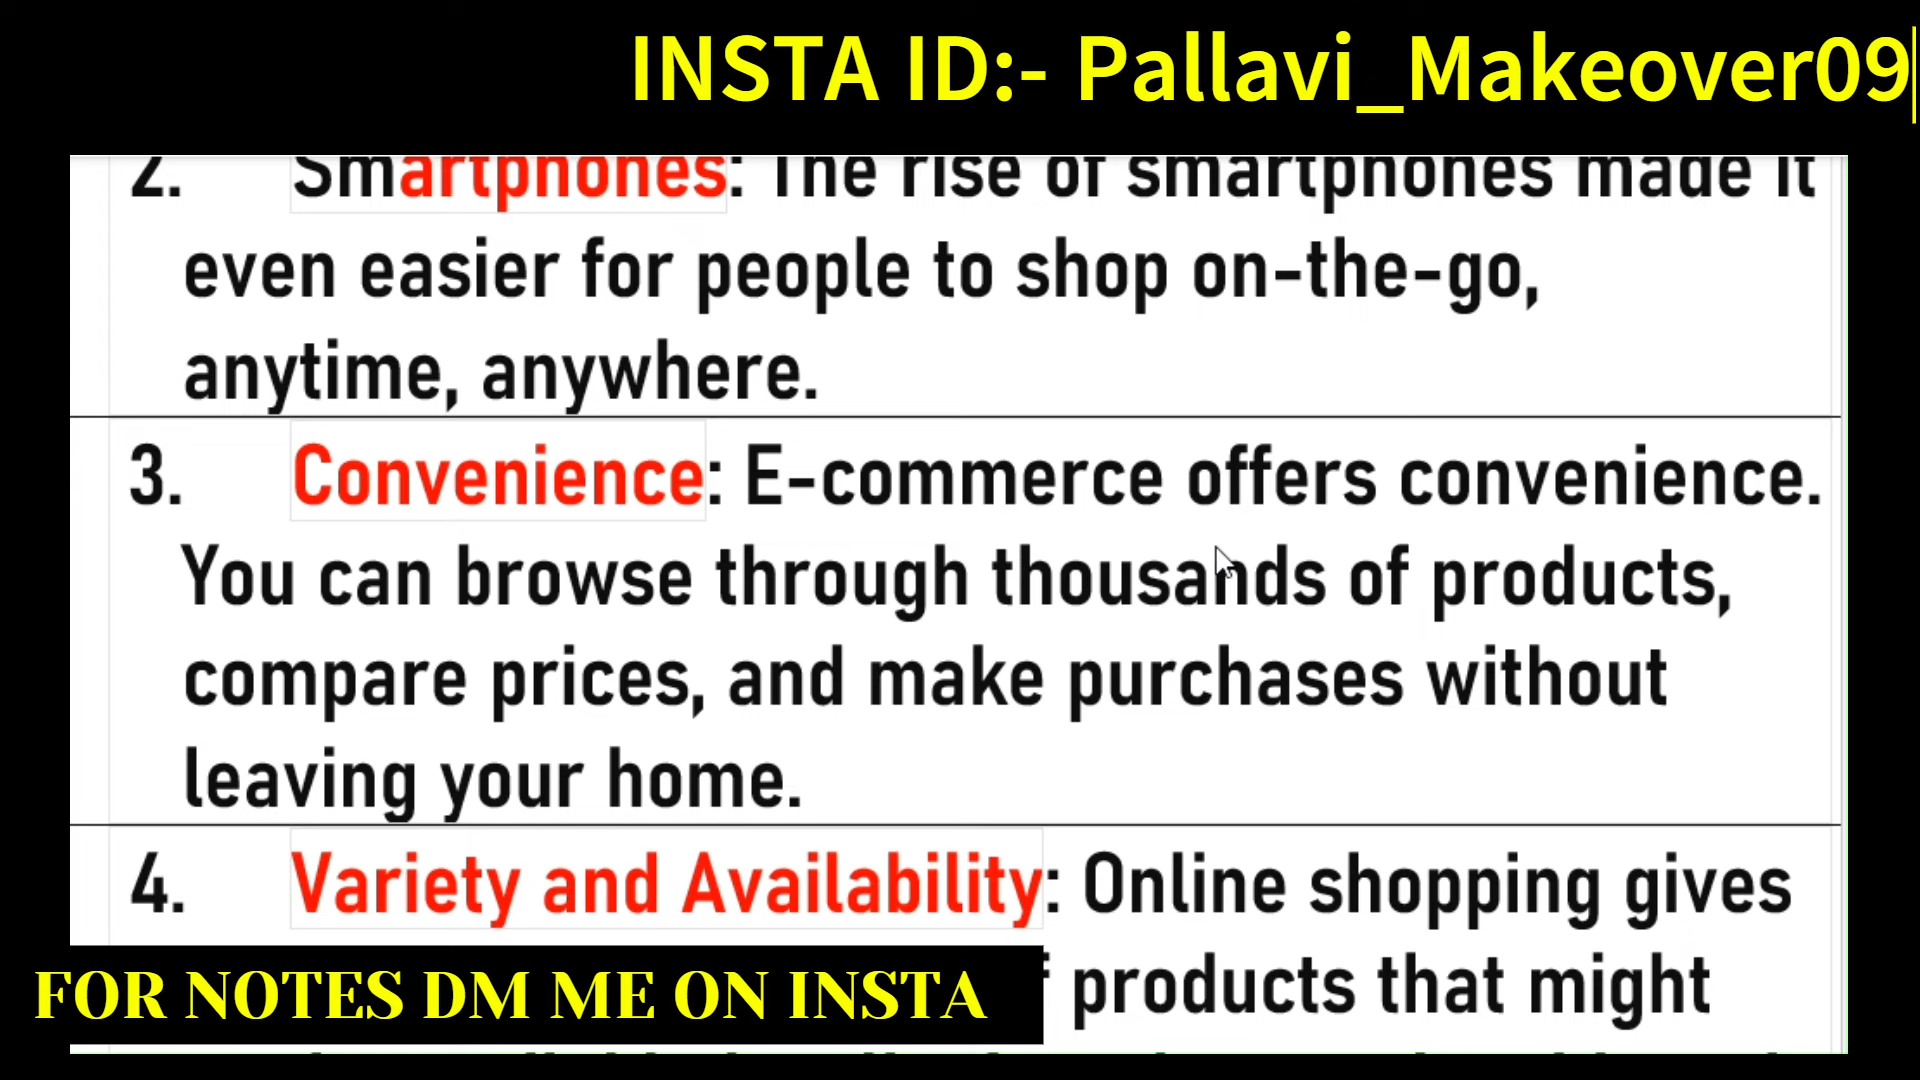 INSTA ID:- Pallavi_Makeover09
2. Smartphones: The rise of smartphones made it
even easier for people to shop on-the-go,
anytime, anywhere.
3. Convenience: E-commerce offers convenience.
You can browse through thousands of products,
compare prices, and make purchases without
leaving your home.
4. Variety and Availability: Online shopping gives
products that might
FOR NOTES DM ME ON INSTA